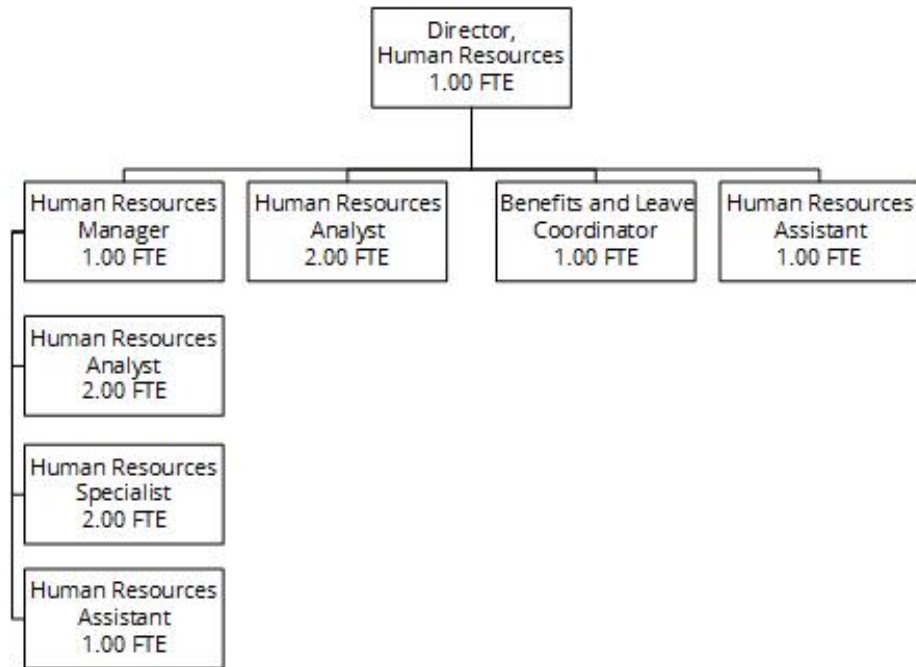 Director,
Human Resources
1.00 FTE
Human Resources
Manager
1.00 FTE
Human Resources
Analyst
2.00 FTE
Benefits and Leave
Coordinator
1.00 FTE
Human Resources
Assistant
1.00 FTE
Human Resources
Analyst
2.00 FTE
Human Resources
Specialist
2.00 FTE
Human Resources
Assistant
1.00 FTE